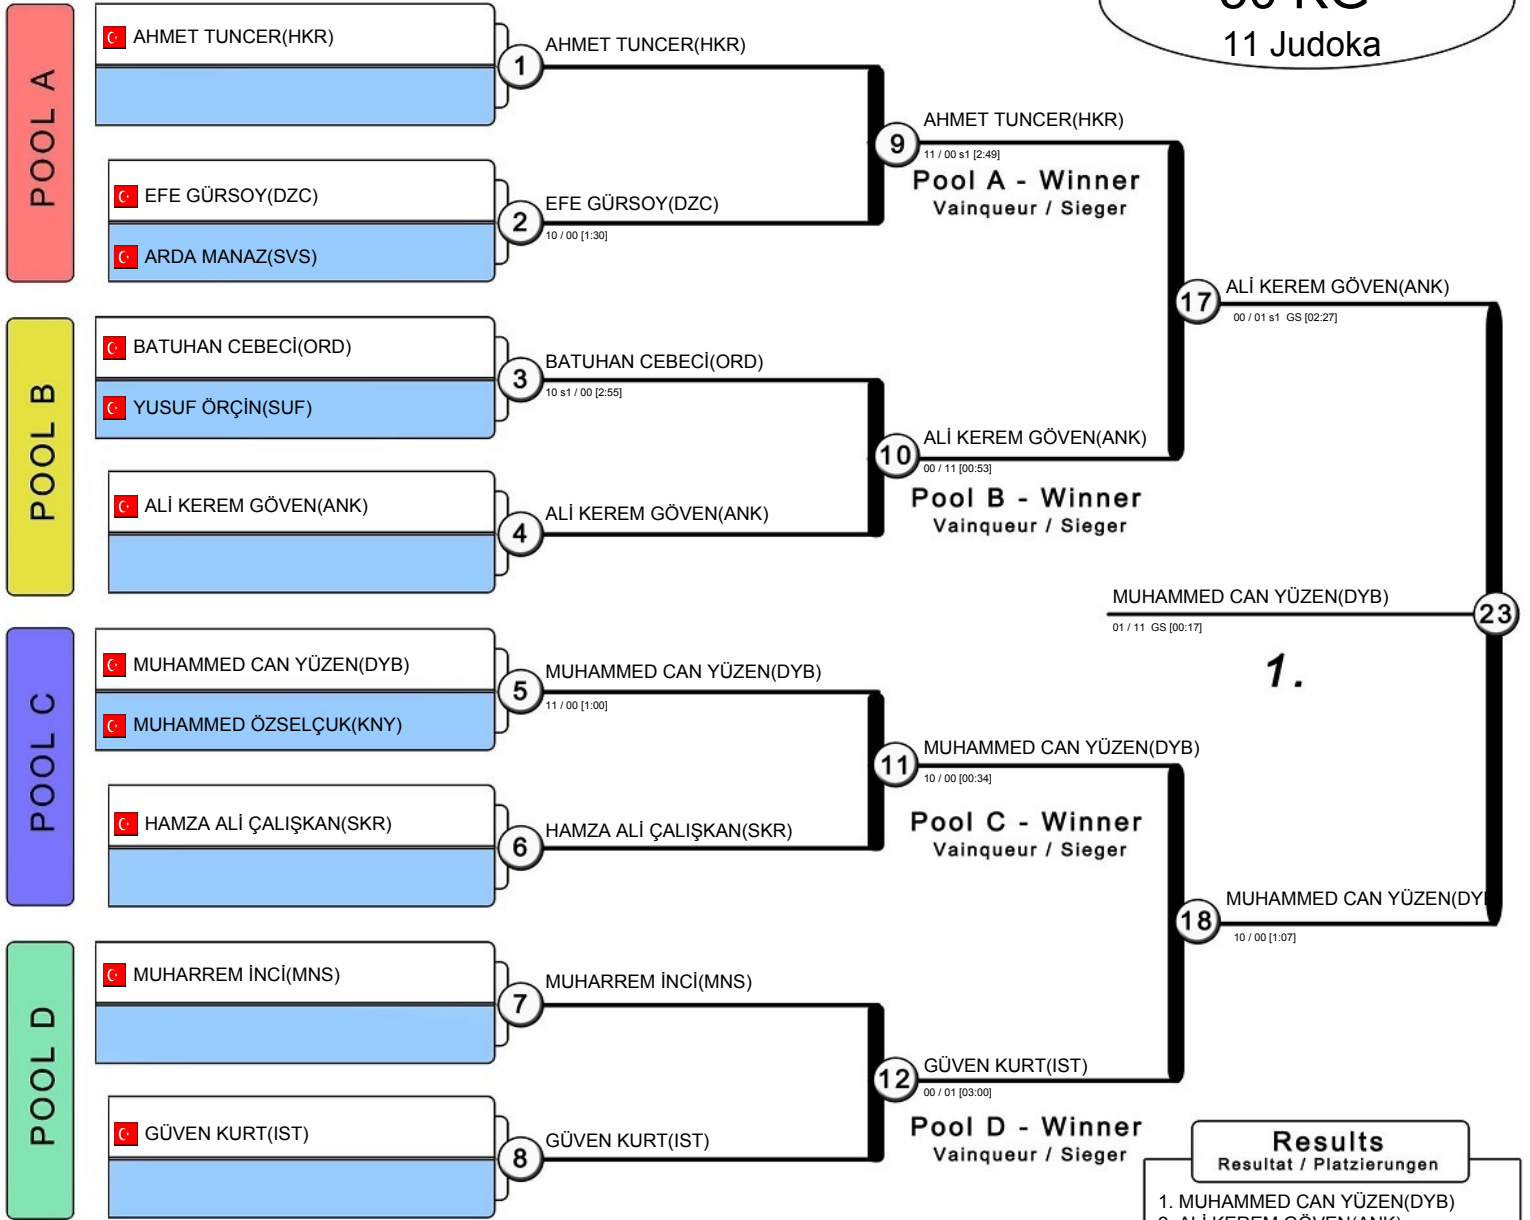 11 Judoka
POOL A
AHMET TUNCER(HKR)
1
AHMET TUNCER(HKR)
EFE GÜRSOY(DZC)
ARDA MANAZ(SVS)
2
EFE GÜRSOY(DZC)
10 / 00 [1:30]
9
AHMET TUNCER(HKR)
11 / 00 s1 [2:49]
Pool A - Winner
Vainqueur / Sieger
POOL B
BATUHAN CEBECİ(ORD)
YUSUF ÖRÇİN(SUF)
3
BATUHAN CEBECİ(ORD)
10 s1 / 00 [2:55]
ALİ KEREM GÖVEN(ANK)
4
ALİ KEREM GÖVEN(ANK)
10
ALİ KEREM GÖVEN(ANK)
00 / 11 [00:53]
Pool B - Winner
Vainqueur / Sieger
17
ALİ KEREM GÖVEN(ANK)
00 / 01 s1 GS [02:27]
POOL C
MUHAMMED CAN YÜZEN(DYB)
MUHAMMED ÖZSELÇUK(KNY)
5
MUHAMMED CAN YÜZEN(DYB)
11 / 00 [1:00]
HAMZA ALİ ÇALIŞKAN(SKR)
6
HAMZA ALİ ÇALIŞKAN(SKR)
11
MUHAMMED CAN YÜZEN(DYB)
10 / 00 [00:34]
Pool C - Winner
Vainqueur / Sieger
POOL D
MUHARREM İNCİ(MNS)
7
MUHARREM İNCİ(MNS)
GÜVEN KURT(IST)
8
GÜVEN KURT(IST)
12
GÜVEN KURT(IST)
00 / 01 [03:00]
Pool D - Winner
Vainqueur / Sieger
18
MUHAMMED CAN YÜZEN(DY
10 / 00 [1:07]
MUHAMMED CAN YÜZEN(DYB)
23
01 / 11 GS [00:17]
1.
Results
Resultat / Platzierungen
1. MUHAMMED CAN YÜZEN(DYB)
2. ALİ KEREM GÖVEN(ANK)